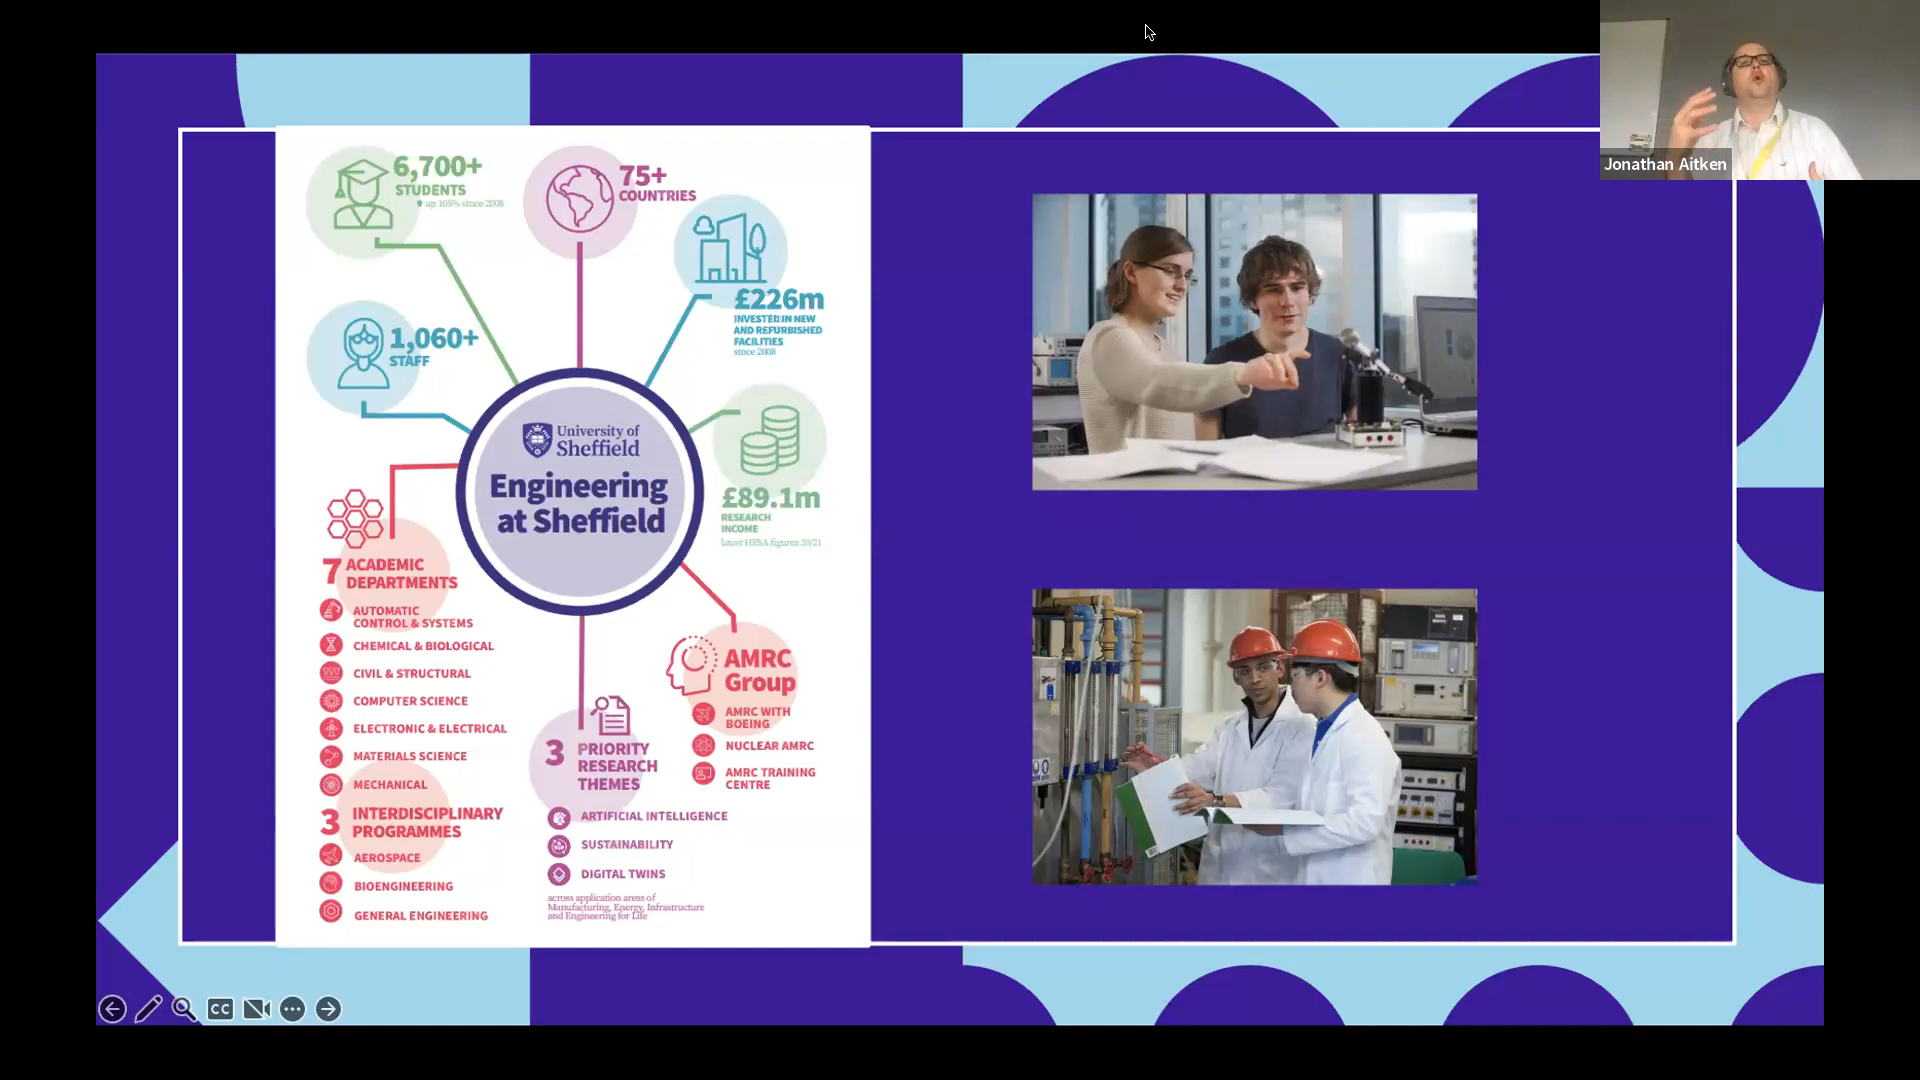 6,700+
STUDENTS
up 105% since 2008
75+
COUNTRIES
£226m
INVESTED IN NEW
AND REFURBISHED
FACILITIES
since 2008
1,060+
STAFF
University of
Sheffield
Engineering
at Sheffield
£89.1m
RESEARCH
INCOME
latest HESA figures 20/21
7 ACADEMIC
DEPARTMENTS
AUTOMATIC
CONTROL & SYSTEMS
CHEMICAL & BIOLOGICAL
CIVIL & STRUCTURAL
COMPUTER SCIENCE
ELECTRONIC & ELECTRICAL
MATERIALS SCIENCE
MECHANICAL
3 INTERDISCIPLINARY
PROGRAMMES
AEROSPACE
BIOENGINEERING
GENERAL ENGINEERING
3 PRIORITY
RESEARCH
THEMES
ARTIFICIAL INTELLIGENCE
SUSTAINABILITY
DIGITAL TWINS
across application areas of
Manufacturing, Energy, Infrastructure
and Engineering for Life
AMRC
Group
AMRC WITH
BOEING
NUCLEAR AMRC
AMRC TRAINING
CENTRE
Jonathan Aitken
CC